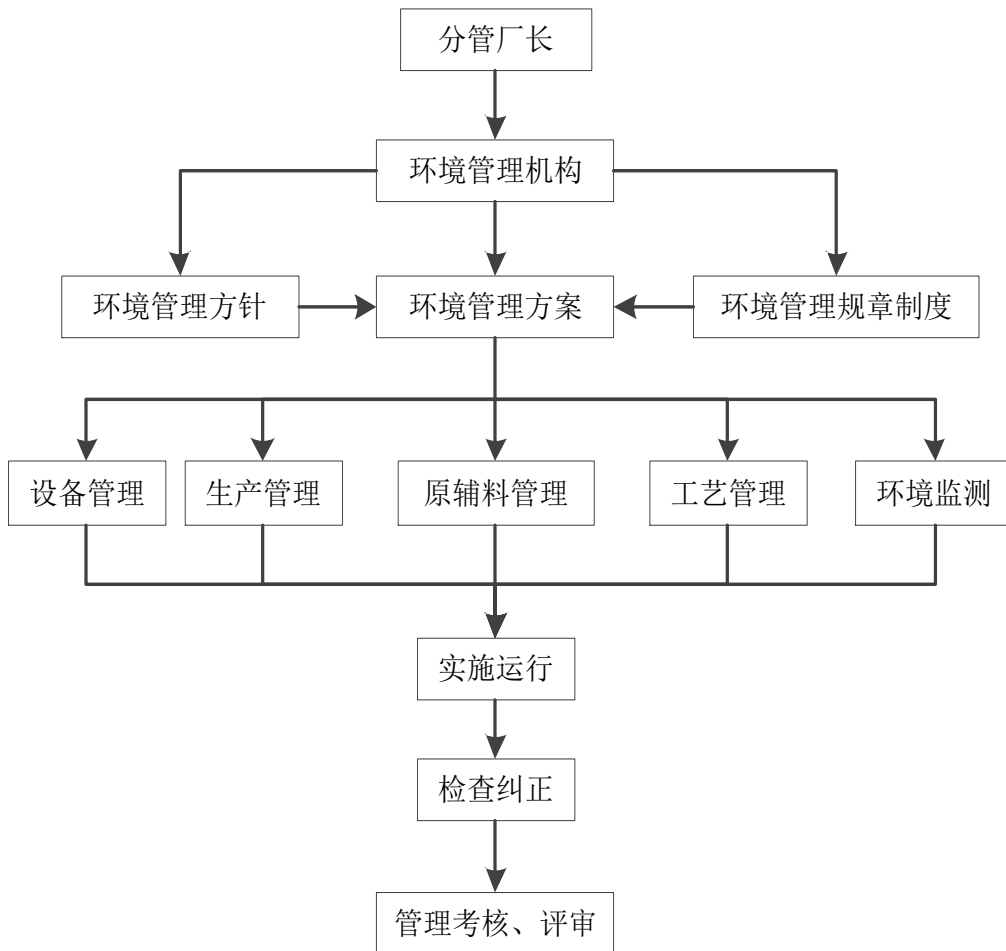 分管厂长
环境管理机构
环境管理方针
环境管理方案
环境管理规章制度
设备管理
生产管理
原辅料管理
工艺管理
环境监测
实施运行
检查纠正
管理考核、评审